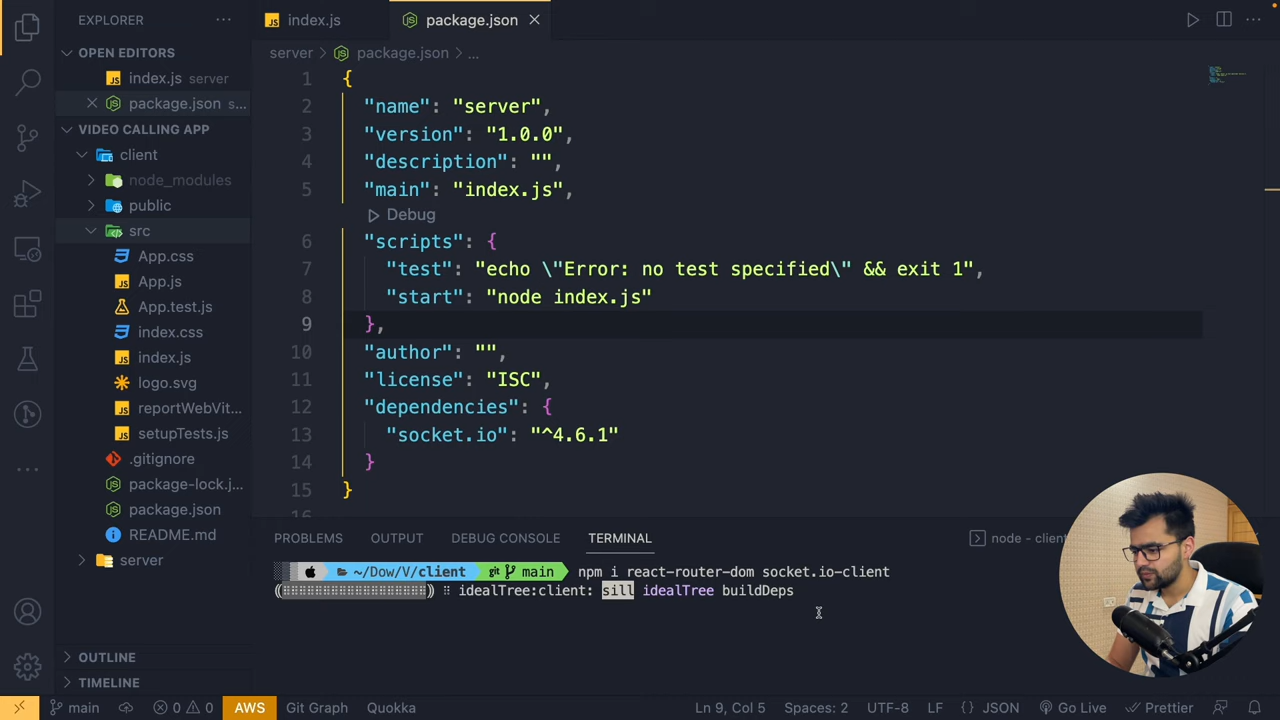 EXPLORER
OPEN EDITORS
index.js server
package.json s...
VIDEO CALLING APP
client
node_modules
public
src
App.css
App.js
App.test.js
index.css
index.js
logo.svg
reportWebVit...
setupTests.js
.gitignore
package-lock.j...
package.json
README.md
server
OUTLINE
TIMELINE
index.js
package.json
server > package.json > ...
1 {
2 "name": "server",
3 "version": "1.0.0",
4 "description": "",
5 "main": "index.js",
Debug
6 "scripts": {
7 "test": "echo \"Error: no test specified\" && exit 1",
8 "start": "node index.js"
9 },
10 "author": "",
11 "license": "ISC",
12 "dependencies": {
13 "socket.io": "^4.6.1"
14 }
15 }
16
PROBLEMS OUTPUT DEBUG CONSOLE TERMINAL
node - client
~/Dow/V/client git main npm i react-router-dom socket.io-client
idealTree:client: sill idealTree buildDeps
main 0 0 AWS Git Graph Quokka Ln 9, Col 5 Spaces: 2 UTF-8 LF {} JSON Go Live Prettier